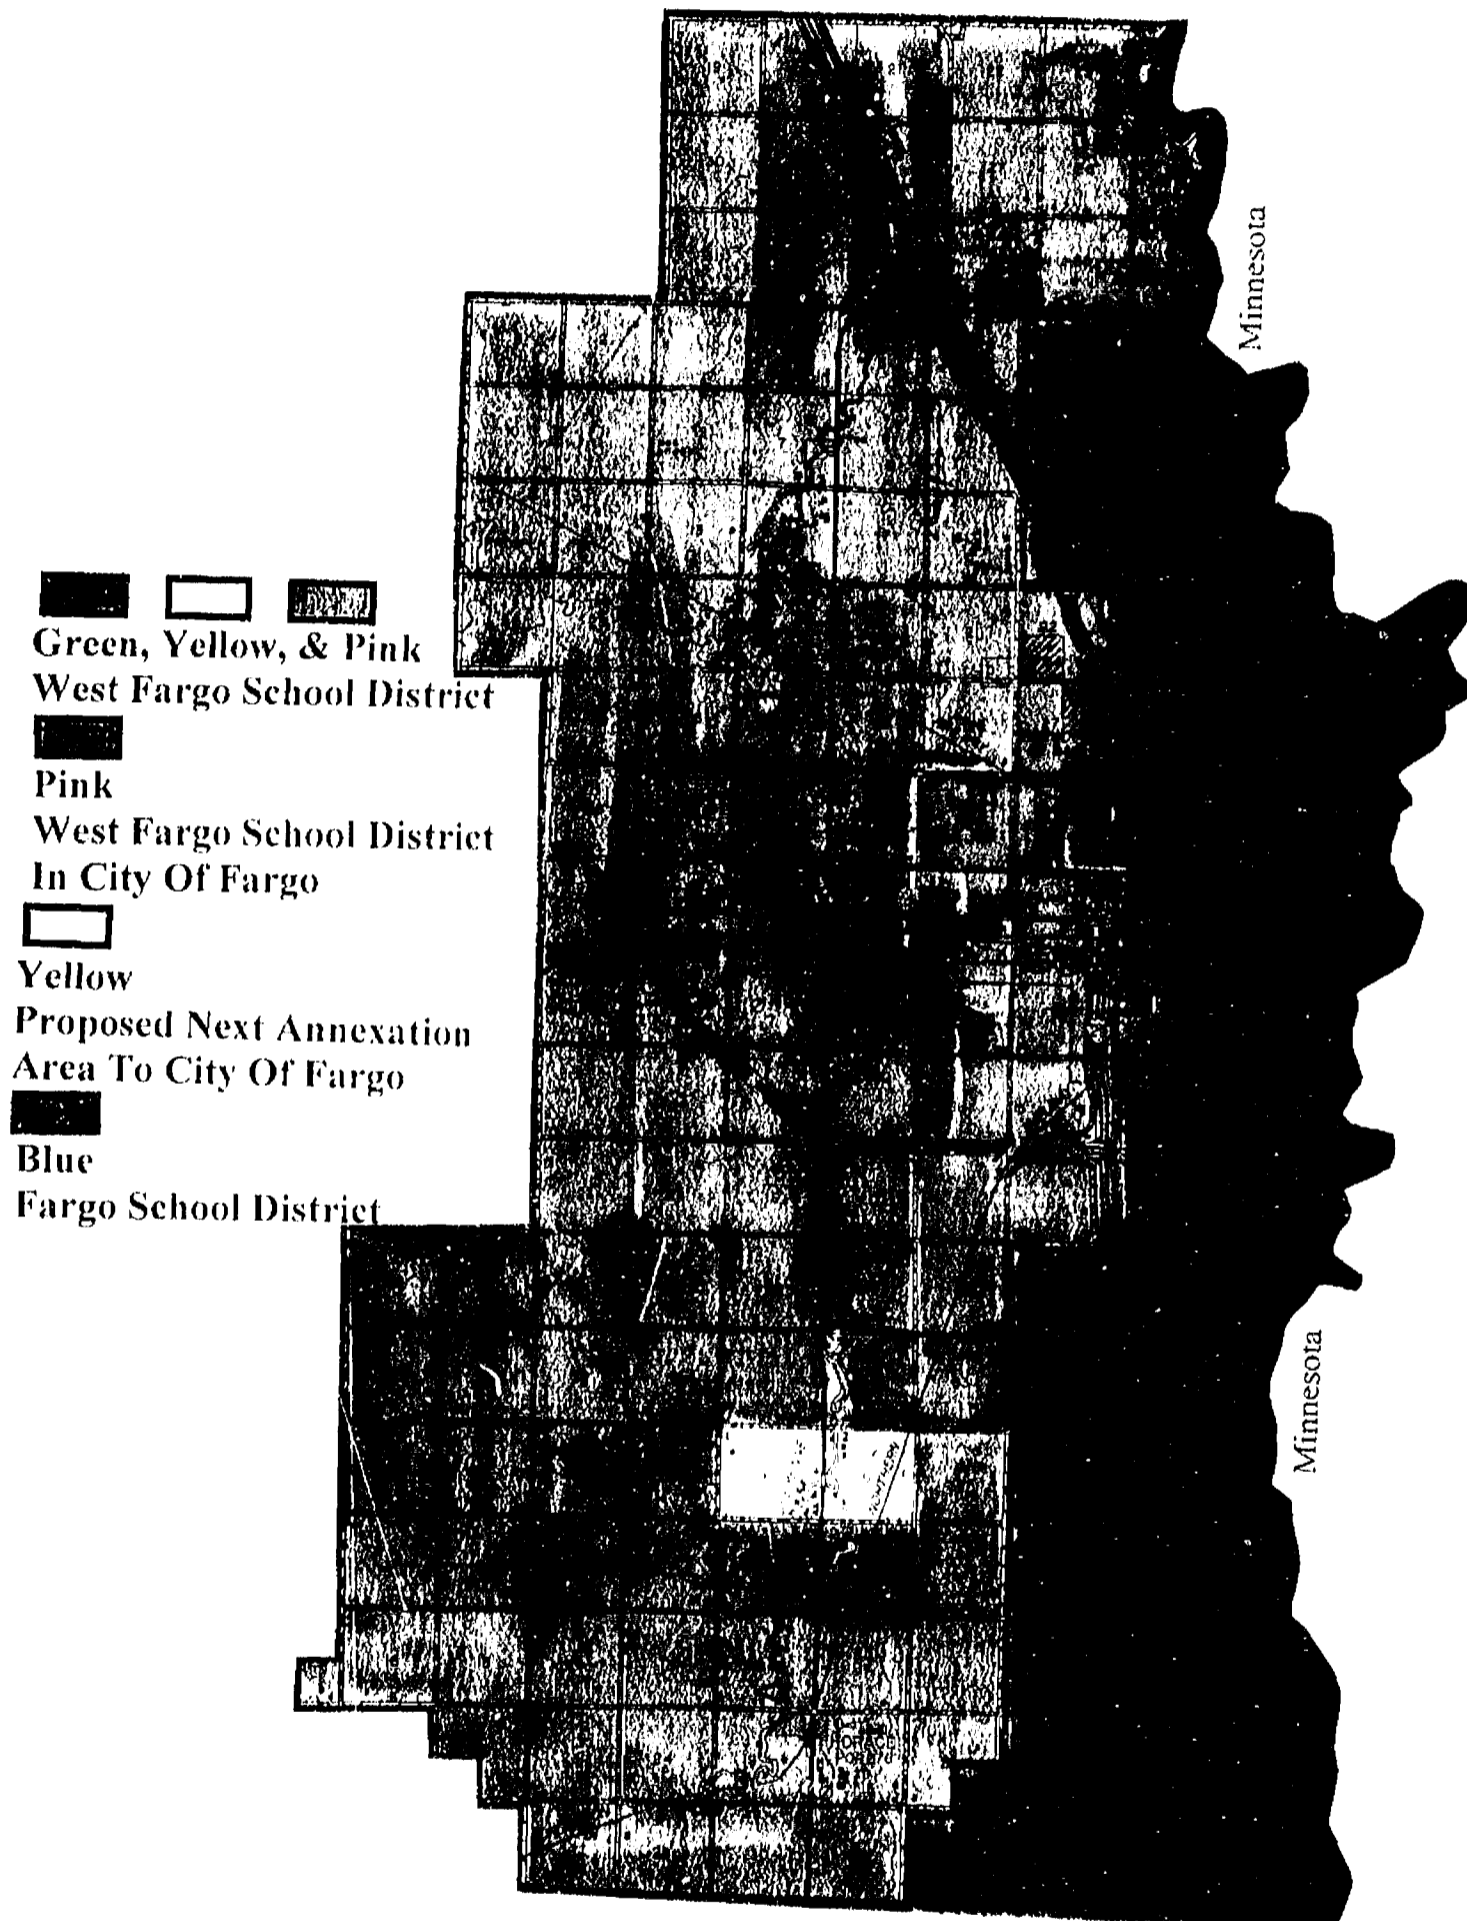 Green, Yellow, & Pink
West Fargo School District
Pink
West Fargo School District
In City Of Fargo
Yellow
Proposed Next Annexation
Area To City Of Fargo
Blue
Fargo School District
Minnesota
Minnesota
NORTHERN